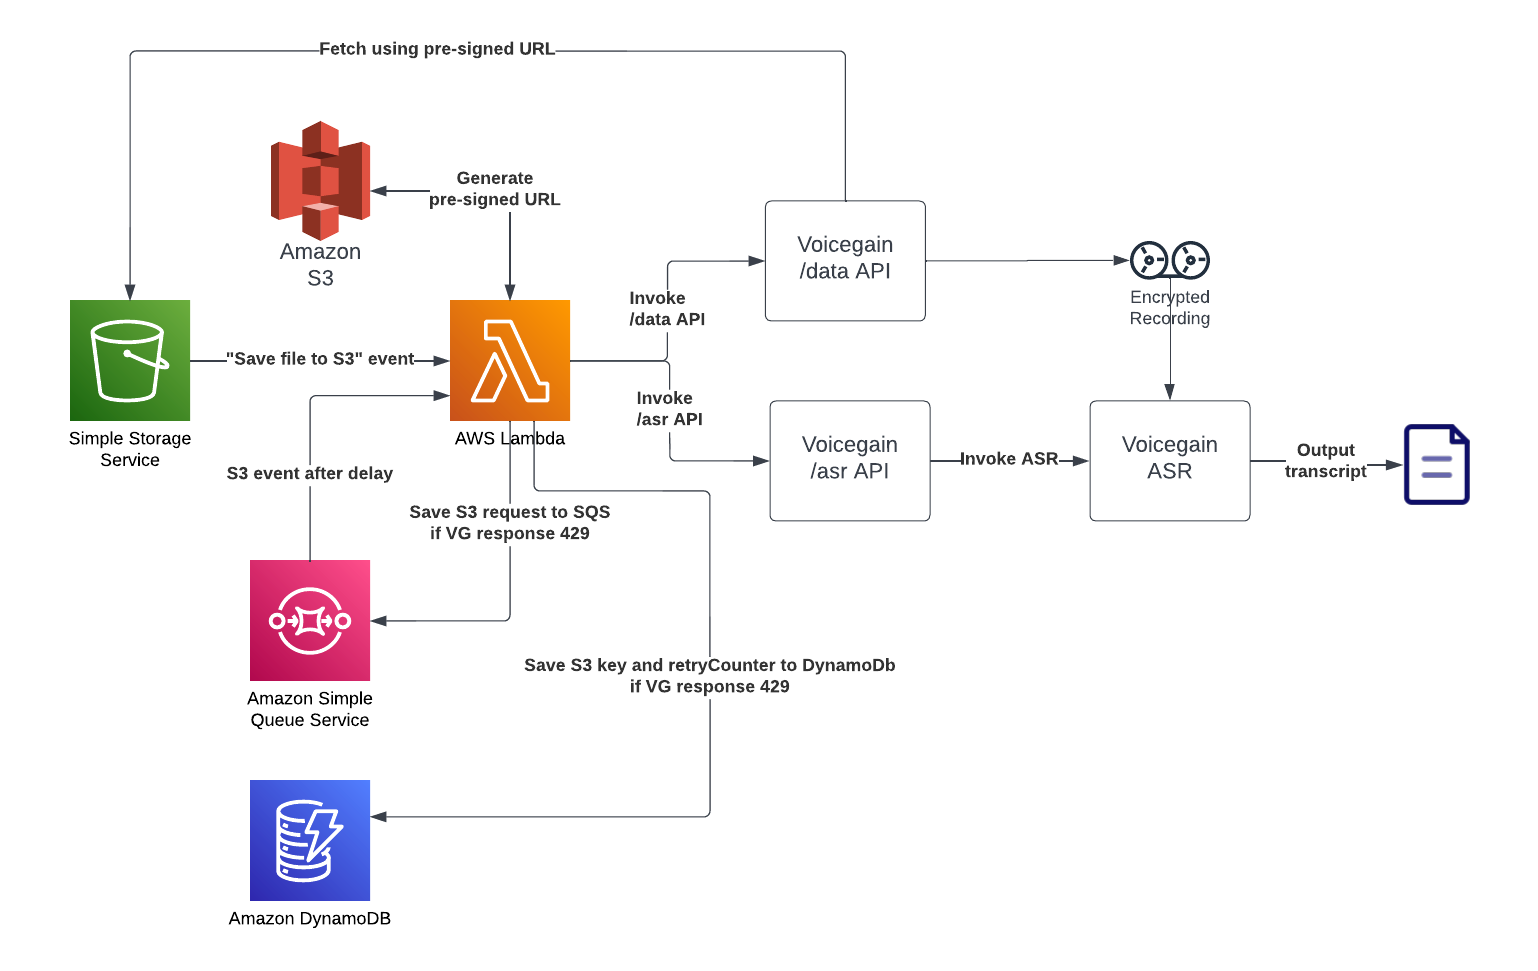 Fetch using pre-signed URL
Generate
pre-signed URL
Amazon
S3
Voicegain
/data API
Encrypted
Recording
Invoke
/data API
"Save file to S3" event
Invoke
/asr API
Simple Storage
Service
AWS Lambda
Voicegain
/asr API
Invoke ASR
Voicegain
ASR
Output
transcript
S3 event after delay
Save S3 request to SQS
if VG response 429
Save S3 key and retryCounter to DynamoDb
if VG response 429
Amazon Simple
Queue Service
Amazon DynamoDB